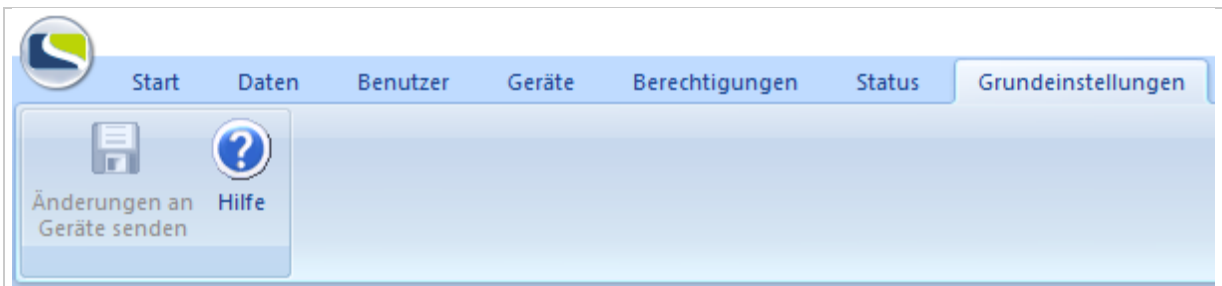 Start Daten Benutzer Geräte Berechtigungen Status Grundeinstellungen
Änderungen an
Geräte senden
Hilfe